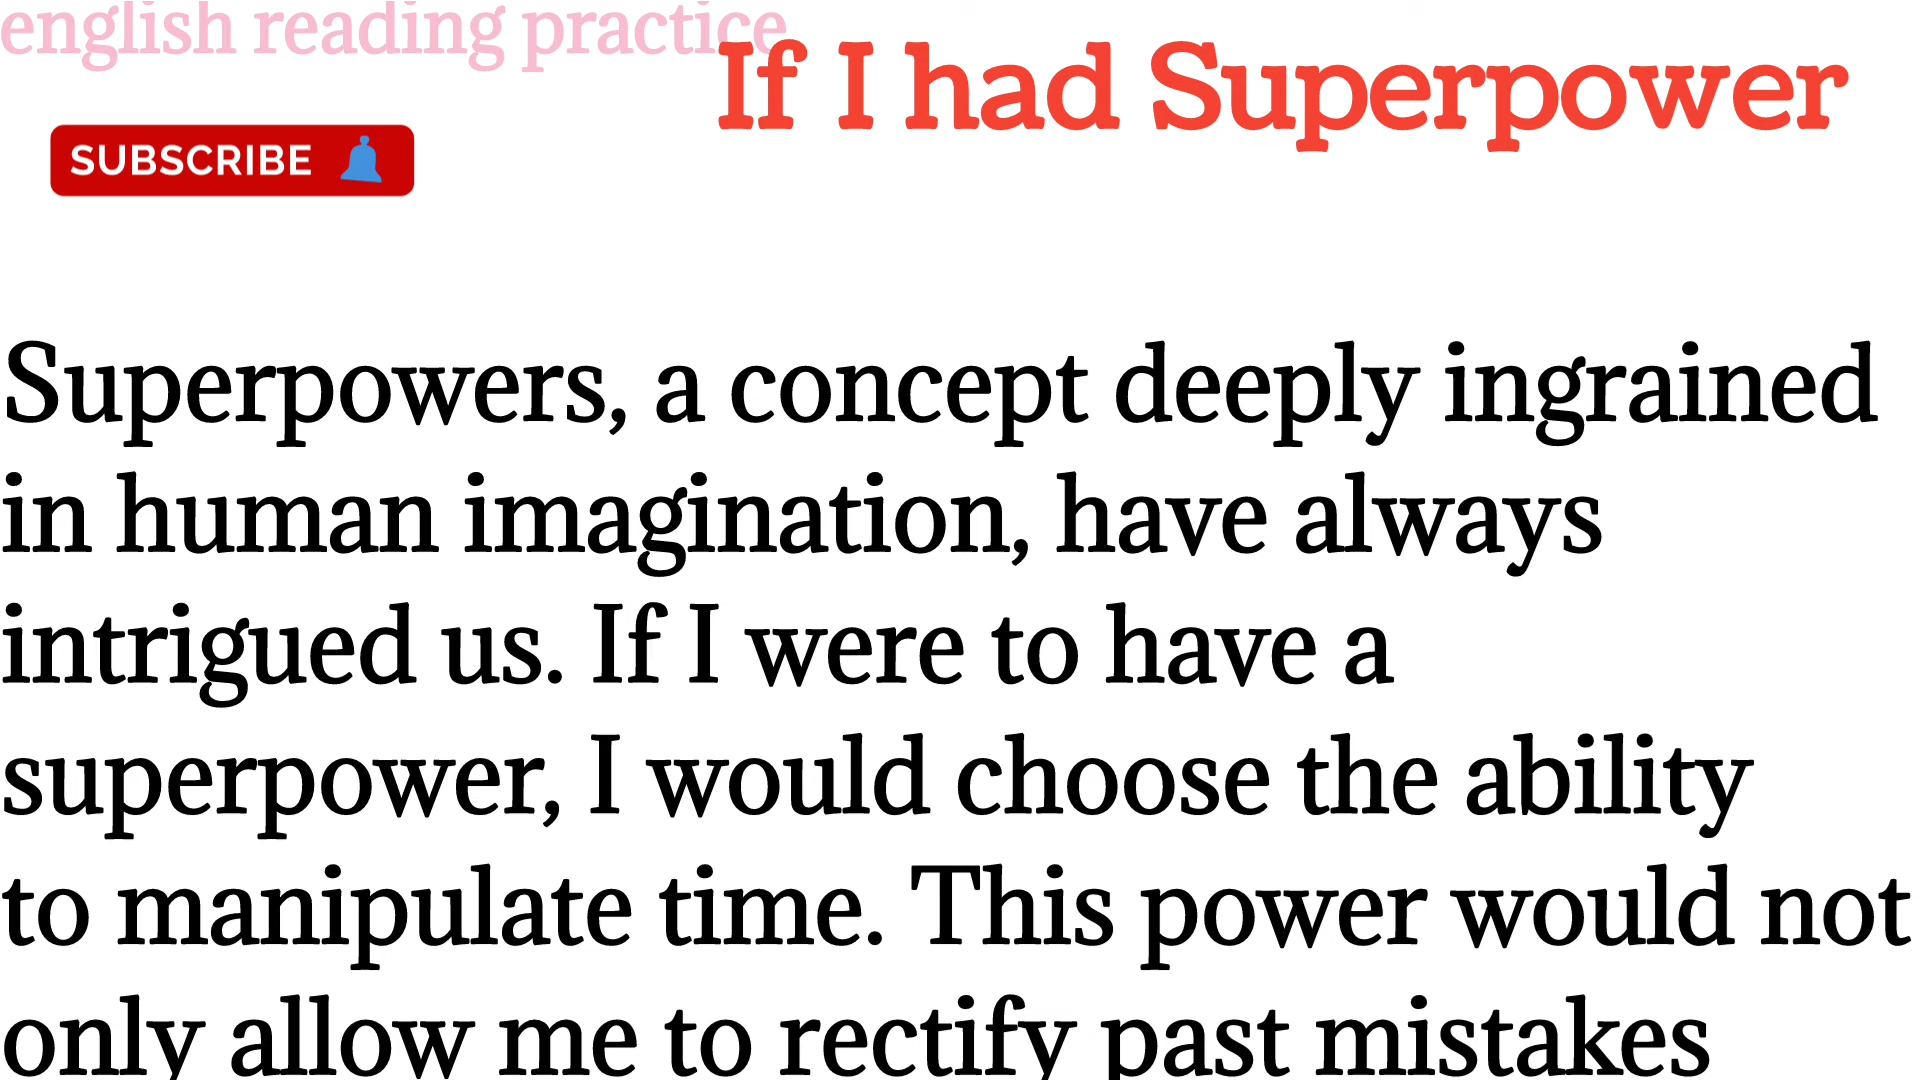 english reading practice
If I had Superpower
SUBSCRIBE
Superpowers, a concept deeply ingrained
in human imagination, have always
intrigued us. If I were to have a
superpower, I would choose the ability
to manipulate time. This power would not
only allow me to rectify past mistakes